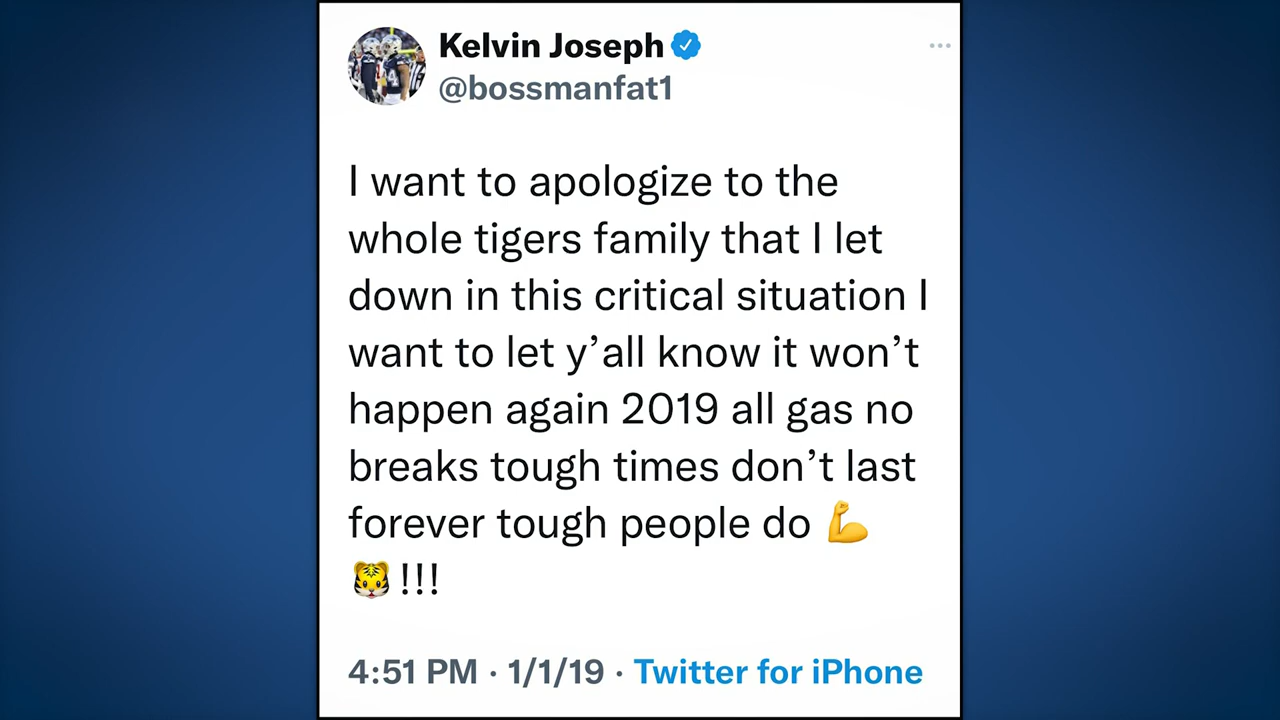 Kelvin Joseph
@bossmanfat1
I want to apologize to the
whole tigers family that I let
down in this critical situation I
want to let y’all know it won’t
happen again 2019 all gas no
breaks tough times don’t last
forever tough people do 💪
🐯!!!
4:51 PM · 1/1/19 · Twitter for iPhone